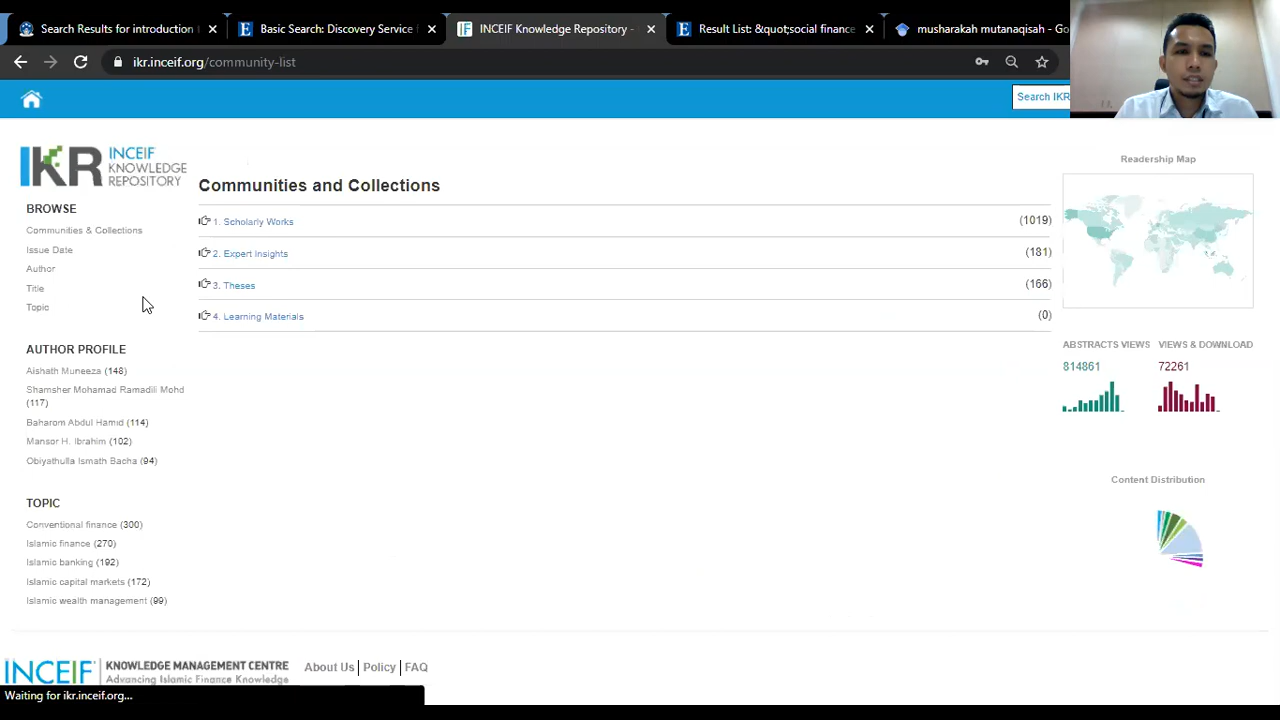 Search Results for introduction
Basic Search: Discovery Service
INCEIF Knowledge Repository -
Result List: &quot;social finance
musharakah mutanaqisah - Go
ikr.inceif.org/community-list
Search IKR
IKR INCEIF KNOWLEDGE REPOSITORY
Communities and Collections
Readership Map
BROWSE
Communities & Collections
Issue Date
Author
Title
Topic
1. Scholarly Works (1019)
2. Expert Insights (181)
3. Theses (166)
4. Learning Materials (0)
AUTHOR PROFILE
Aishath Muneeza (148)
Shamsher Mohamad Ramadili Mohd
(117)
Baharom Abdul Hamid (114)
Mansor H. Ibrahim (102)
Obiyathulla Ismath Bacha (94)
ABSTRACTS VIEWS VIEWS & DOWNLOAD
814861 72261
Content Distribution
TOPIC
Conventional finance (300)
Islamic finance (270)
Islamic banking (192)
Islamic capital markets (172)
Islamic wealth management (99)
INCEIF KNOWLEDGE MANAGEMENT CENTRE
Advancing Islamic Finance Knowledge
About Us Policy FAQ
Waiting for ikr.inceif.org...